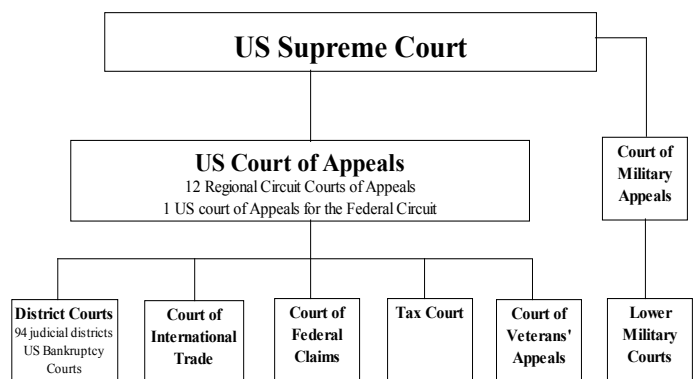 US Supreme Court
US Court of Appeals
12 Regional Circuit Courts of Appeals
1 US court of Appeals for the Federal Circuit
Court of
Military
Appeals
District Courts
94 judicial districts
US Bankruptcy
Courts
Court of
International
Trade
Court of
Federal
Claims
Tax Court
Court of
Veterans'
Appeals
Lower
Military
Courts